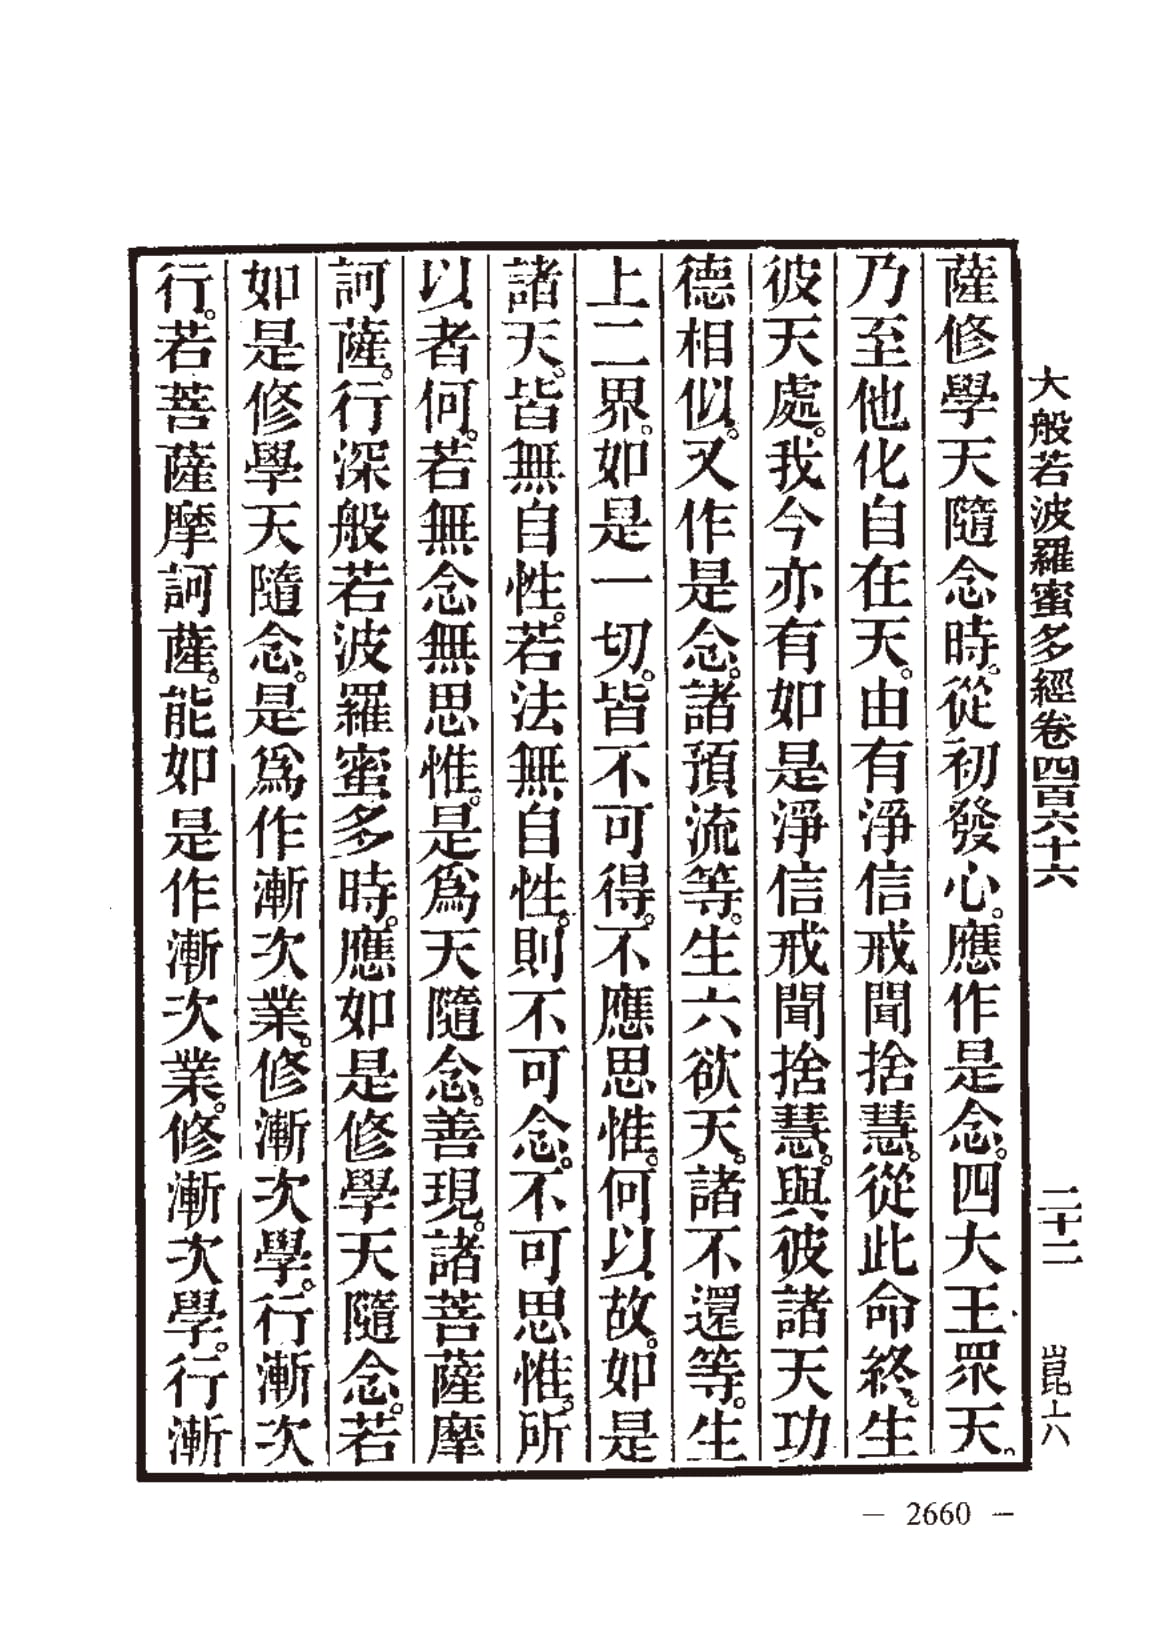 大般若波羅蜜多經卷四百六十六　二十二　崑六
薩修學天隨念時。從初發心。應作是念。四大王眾天。
乃至他化自在天。由有淨信戒聞捨慧。從此命終。生
彼天處。我今亦有如是淨信戒聞捨慧。與彼諸天功
德相似。又作是念。諸預流等。生六欲天。諸不還等。生
上二界。如是一切。皆不可得。不應思惟。何以故。如是
諸天。皆無自性。若法無自性。則不可念。不可思惟。所
以者何。若無念無思惟。是爲天隨念。善現。諸菩薩摩
訶薩。行深般若波羅蜜多時。應如是修學天隨念。若
如是修學天隨念。是爲作漸次業。修漸次學。行漸次
行。若菩薩摩訶薩。能如是作漸次業。修漸次學。行漸
— 2660 —